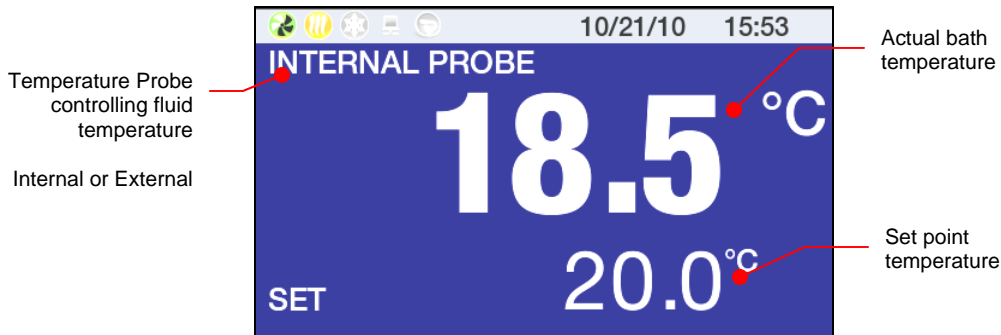 10/21/10 15:53
INTERNAL PROBE
18.5 °C
SET 20.0 °C
Temperature Probe
controlling fluid
temperature
Internal or External
Actual bath
temperature
Set point
temperature